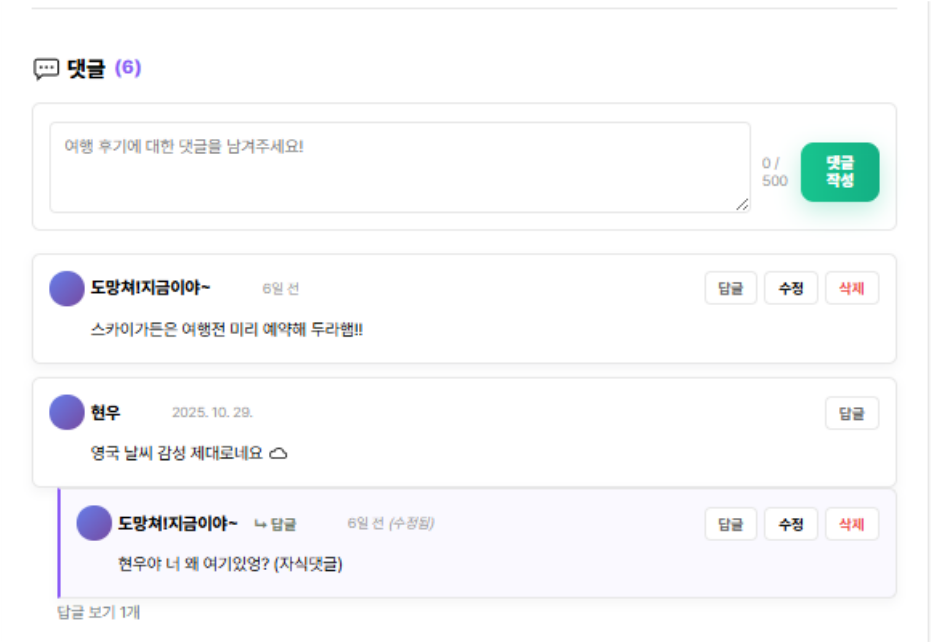 댓글 (6)
여행 후기에 대한 댓글을 남겨주세요!
0 /
500
댓글
작성
도망쳐!지금이야~ 6일 전 답글 수정 삭제
스카이가든은 여행전 미리 예약해 두라햄!!
현우 2025. 10. 29. 답글
영국 날씨 감성 제대로네요
도망쳐!지금이야~ ↳ 답글 6일 전 (수정됨) 답글 수정 삭제
현우야 너 왜 여기있엉? (자식댓글)
답글 보기 1개